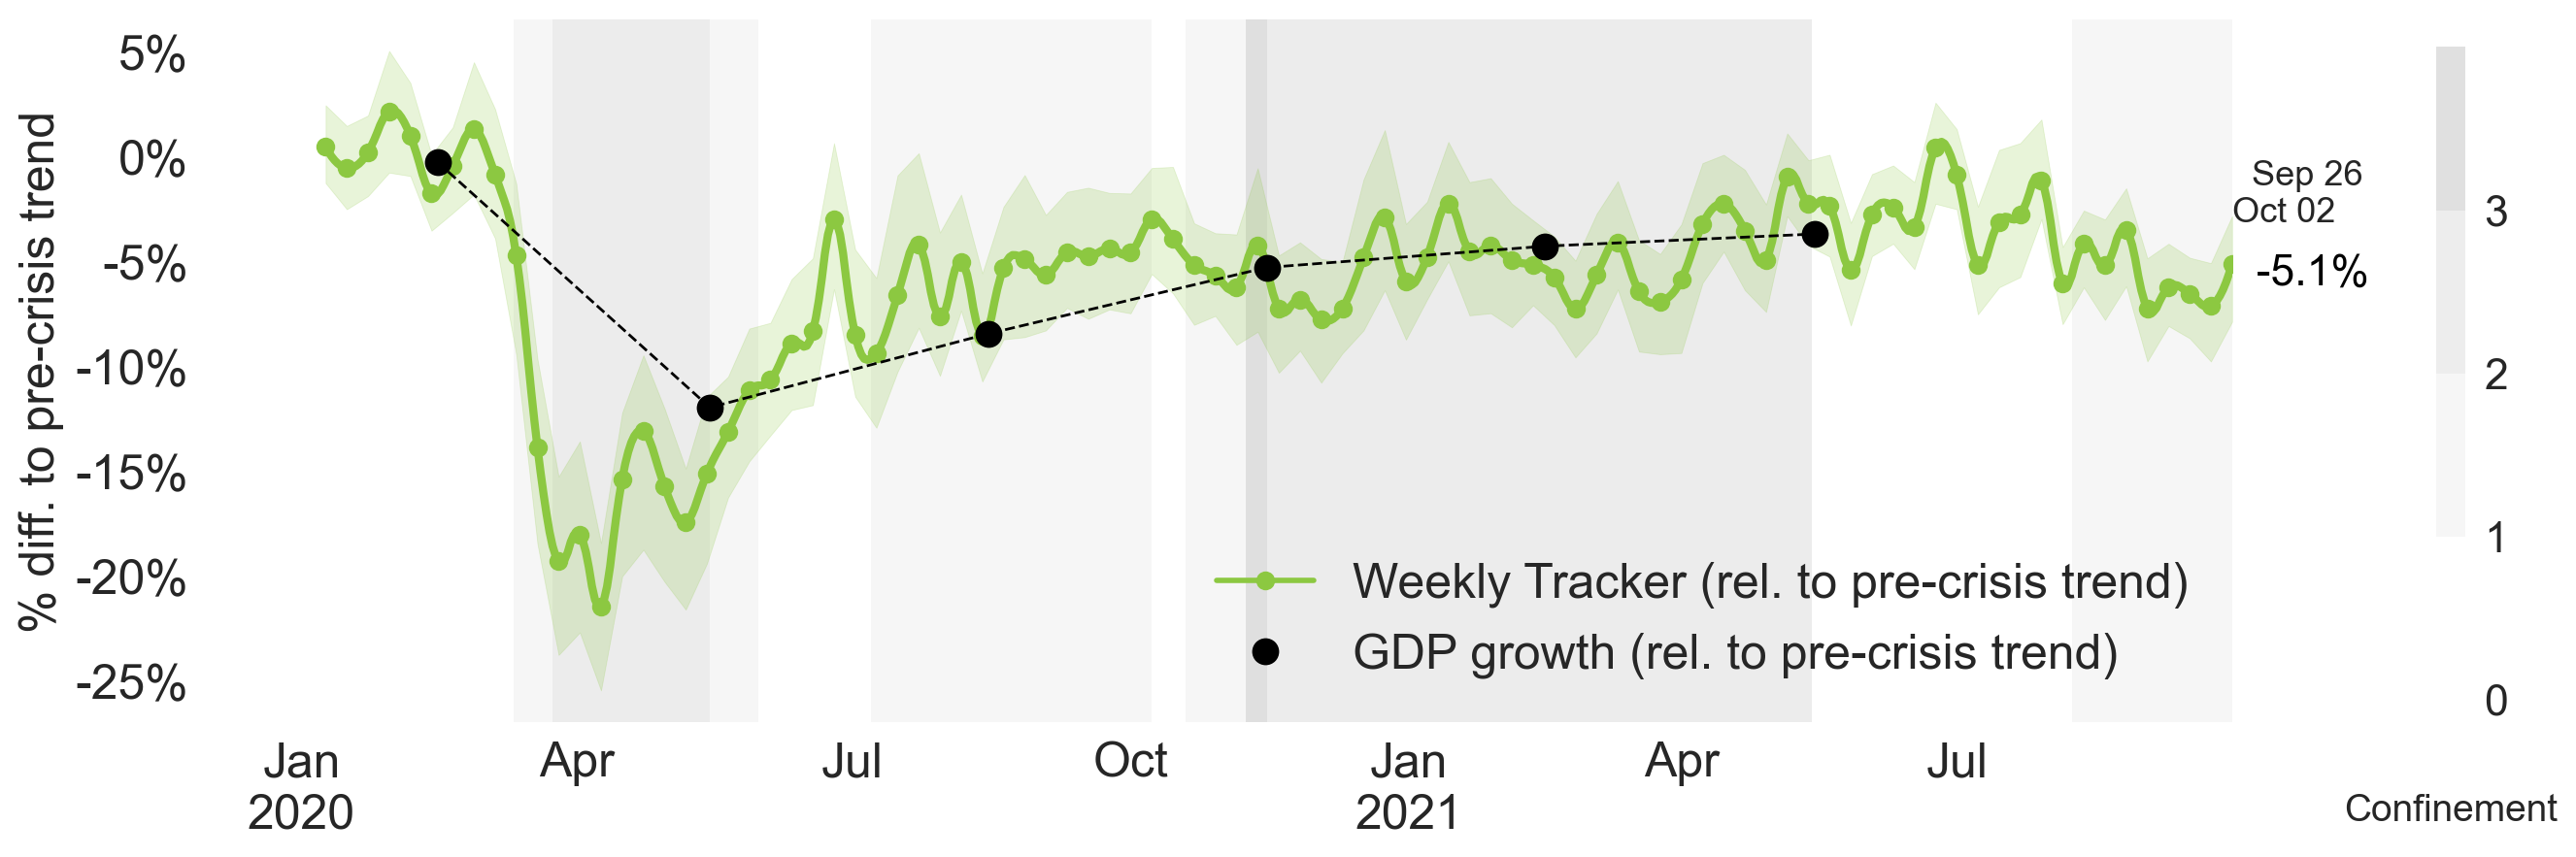 % diff. to pre-crisis trend
5%
0%
-5%
-10%
-15%
-20%
-25%
Jan
2020
Apr
Jul
Oct
Jan
2021
Apr
Jul
Weekly Tracker (rel. to pre-crisis trend)
GDP growth (rel. to pre-crisis trend)
Sep 26
Oct 02
-5.1%
3
2
1
0
Confinement